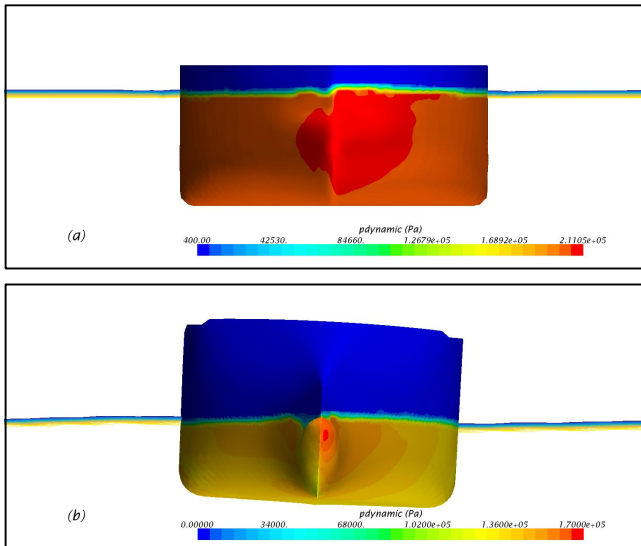 (a)
pdynamic (Pa)
400.00 42530. 84660. 1.2679e+05 1.6892e+05 2.1105e+05
(b)
pdynamic (Pa)
0.00000 34000. 68000. 1.0200e+05 1.3600e+05 1.7000e+05